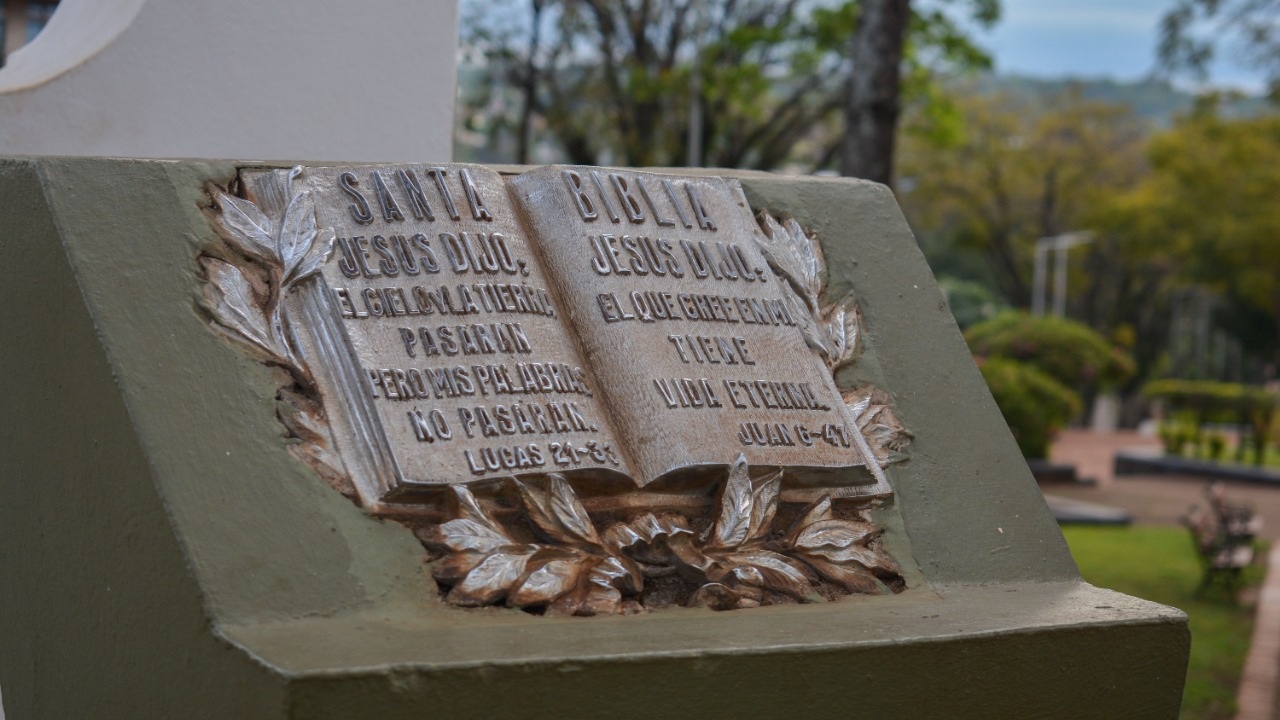 SANTA
JESUS DIJO;
EL CIELO Y LA TIERRA
PASARAN
PERO MIS PALABRAS
NO PASARAN.
LUCAS 21-33
BIBLIA
JESUS DIJO;
EL QUE CREE EN MI,
TIENE
VIDA ETERNA.
JUAN 6-47